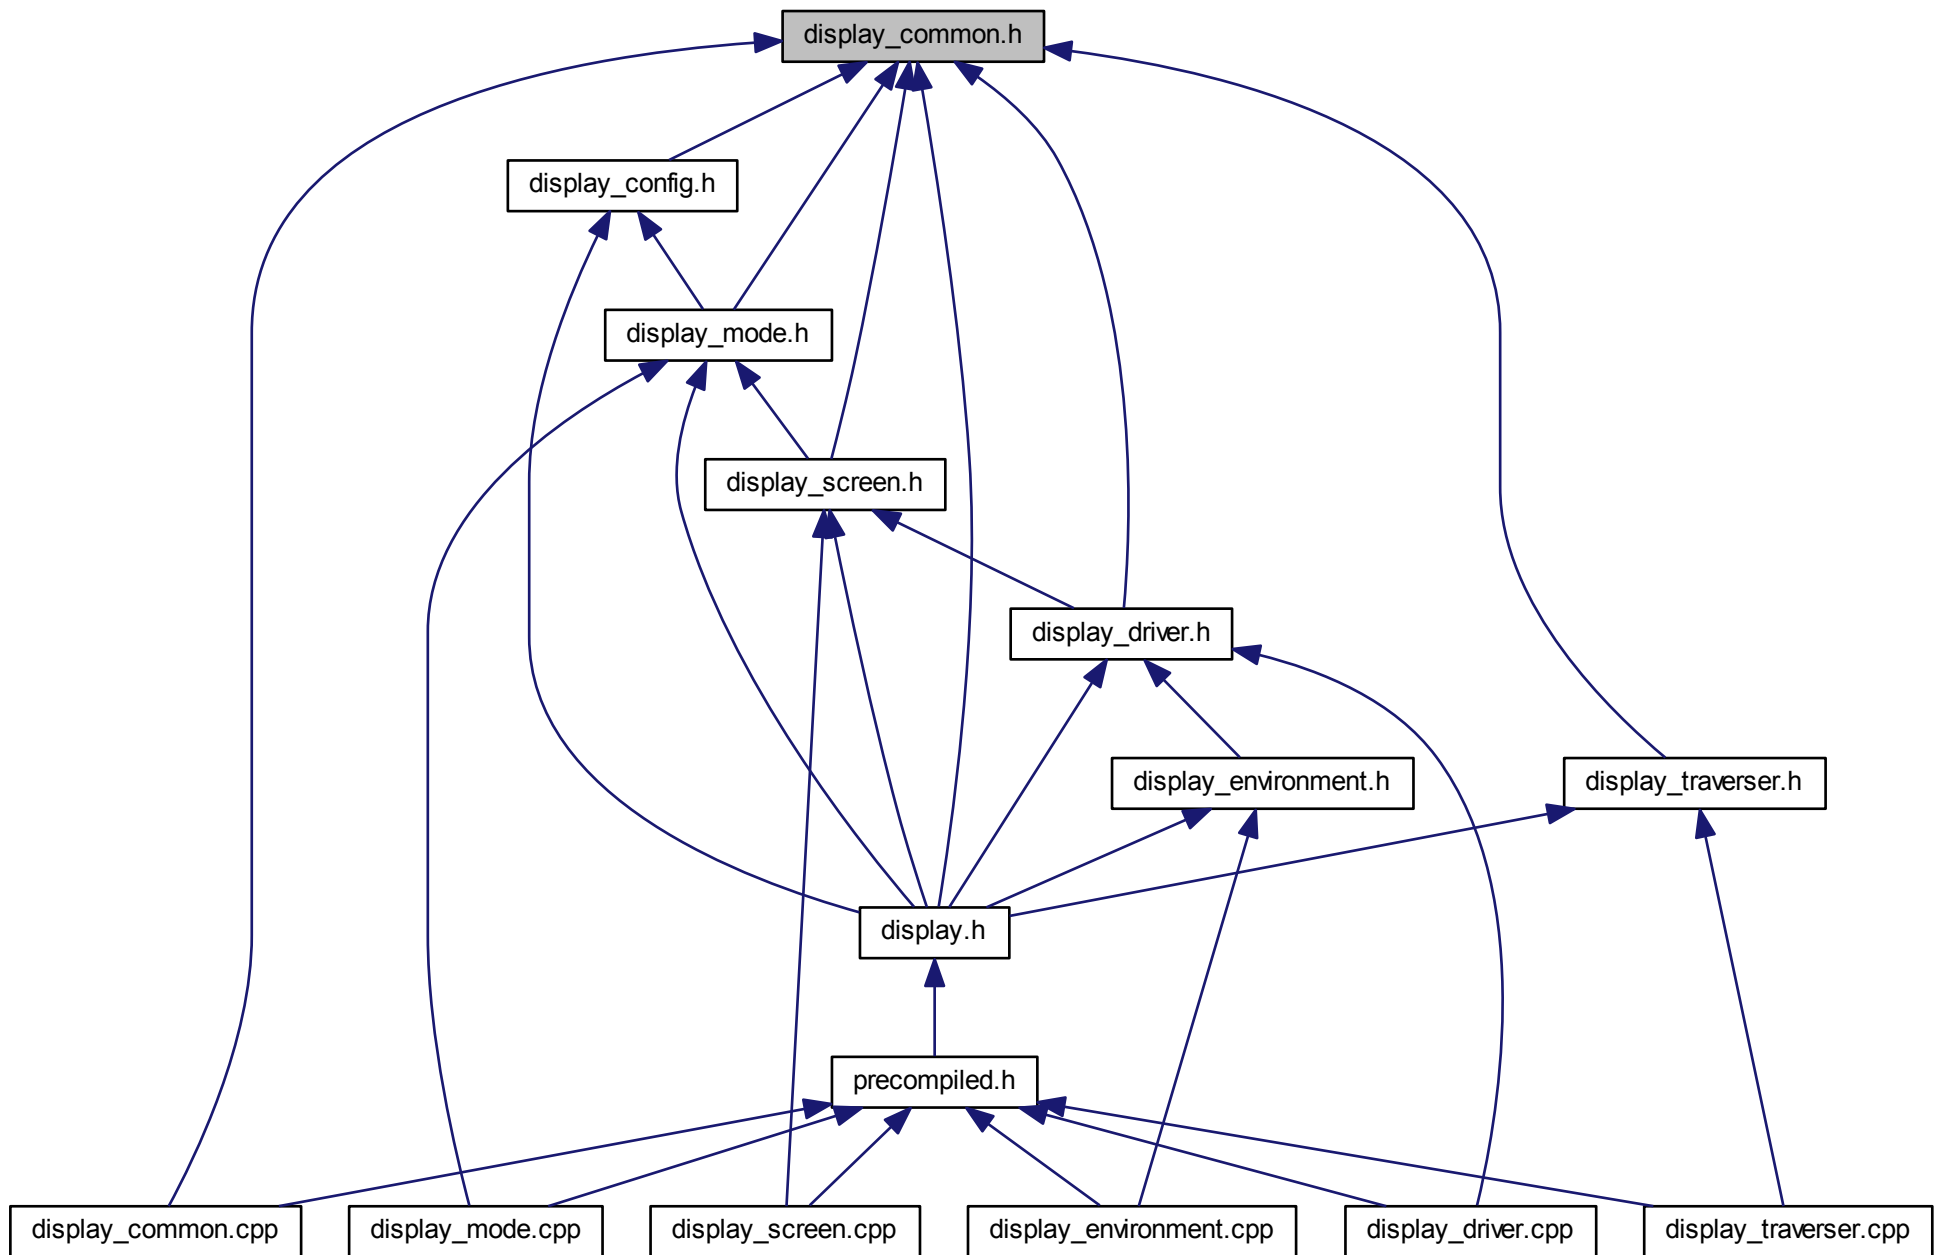 display_common.h
display_config.h
display_mode.h
display_screen.h
display_driver.h
display_environment.h
display_traverser.h
display.h
precompiled.h
display_common.cpp
display_mode.cpp
display_screen.cpp
display_environment.cpp
display_driver.cpp
display_traverser.cpp